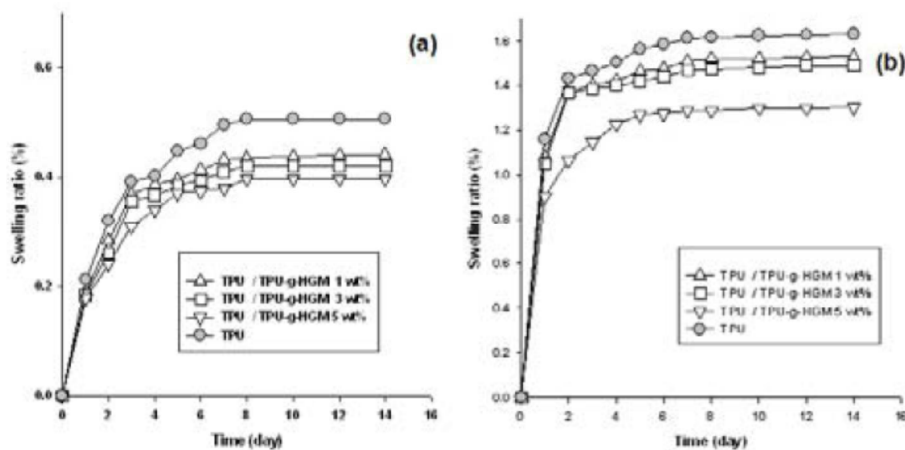 (a)
Swelling ratio (%)
0.6
0.4
0.2
0.0
TPU / TPU-g-HGM 1 wt%
TPU / TPU-g-HGM 3 wt%
TPU / TPU-g-HGM 5 wt%
TPU
0 2 4 6 8 10 12 14 16
Time (day)
(b)
Swelling ratio (%)
1.6
1.4
1.2
1.0
0.8
0.6
0.4
0.2
0.0
TPU / TPU-g-HGM 1 wt%
TPU / TPU-g-HGM 3 wt%
TPU / TPU-g-HGM 5 wt%
TPU
0 2 4 6 8 10 12 14 16
Time (day)